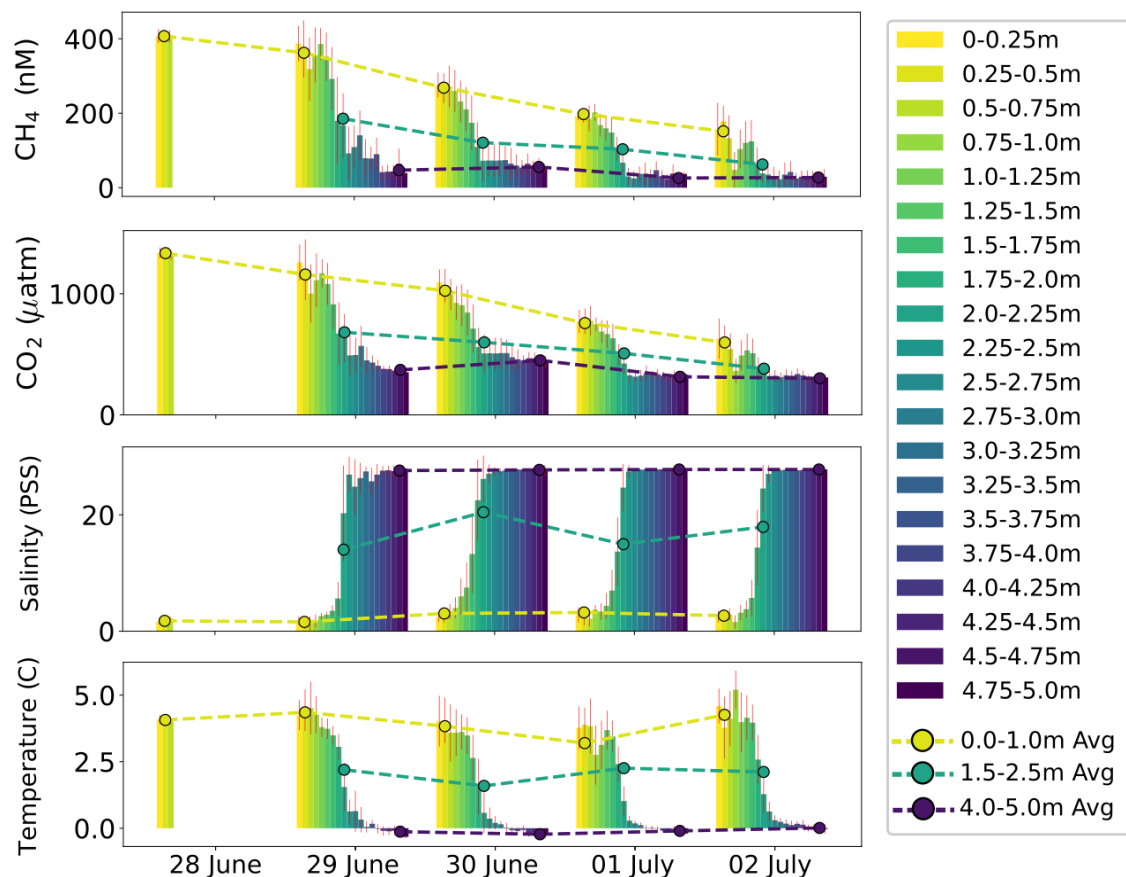 CH4 (nM)
400
200
0
CO2 (μatm)
1000
0
Salinity (PSS)
20
0
Temperature (C)
5.0
2.5
0.0
28 June
29 June
30 June
01 July
02 July
0-0.25m
0.25-0.5m
0.5-0.75m
0.75-1.0m
1.0-1.25m
1.25-1.5m
1.5-1.75m
1.75-2.0m
2.0-2.25m
2.25-2.5m
2.5-2.75m
2.75-3.0m
3.0-3.25m
3.25-3.5m
3.5-3.75m
3.75-4.0m
4.0-4.25m
4.25-4.5m
4.5-4.75m
4.75-5.0m
0.0-1.0m Avg
1.5-2.5m Avg
4.0-5.0m Avg